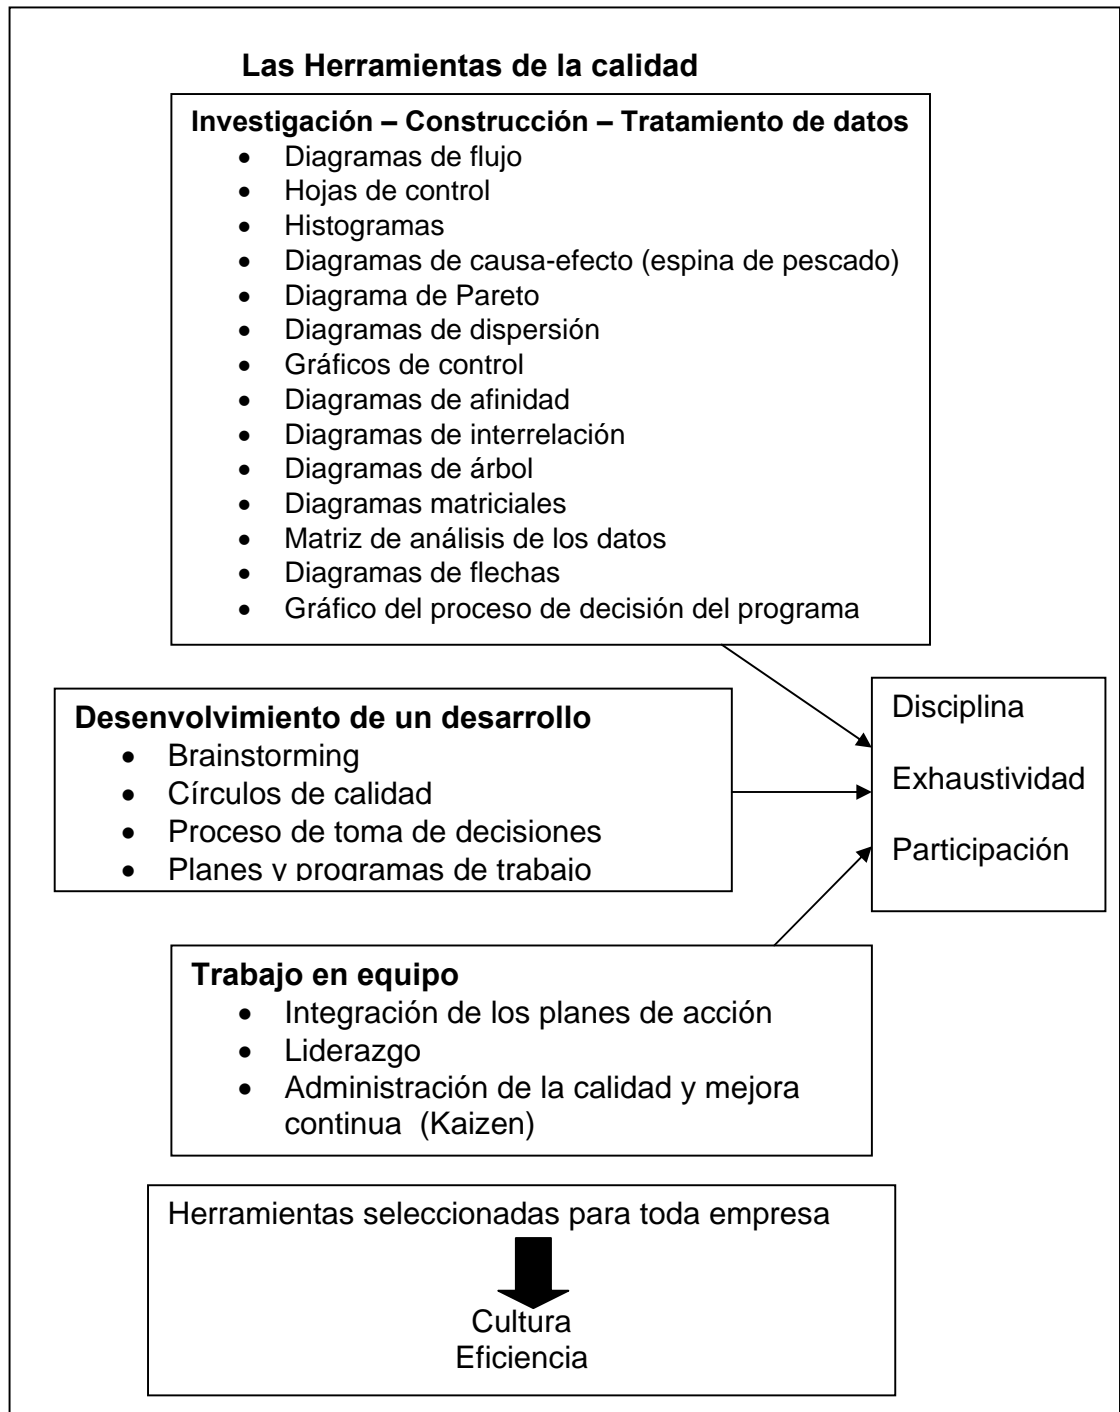 Las Herramientas de la calidad
Investigación – Construcción – Tratamiento de datos
• Diagramas de flujo
• Hojas de control
• Histogramas
• Diagramas de causa-efecto (espina de pescado)
• Diagrama de Pareto
• Diagramas de dispersión
• Gráficos de control
• Diagramas de afinidad
• Diagramas de interrelación
• Diagramas de árbol
• Diagramas matriciales
• Matriz de análisis de los datos
• Diagramas de flechas
• Gráfico del proceso de decisión del programa
Desenvolvimiento de un desarrollo
• Brainstorming
• Círculos de calidad
• Proceso de toma de decisiones
• Planes y programas de trabajo
Disciplina
Exhaustividad
Participación
Trabajo en equipo
• Integración de los planes de acción
• Liderazgo
• Administración de la calidad y mejora
continua (Kaizen)
Herramientas seleccionadas para toda empresa
Cultura
Eficiencia